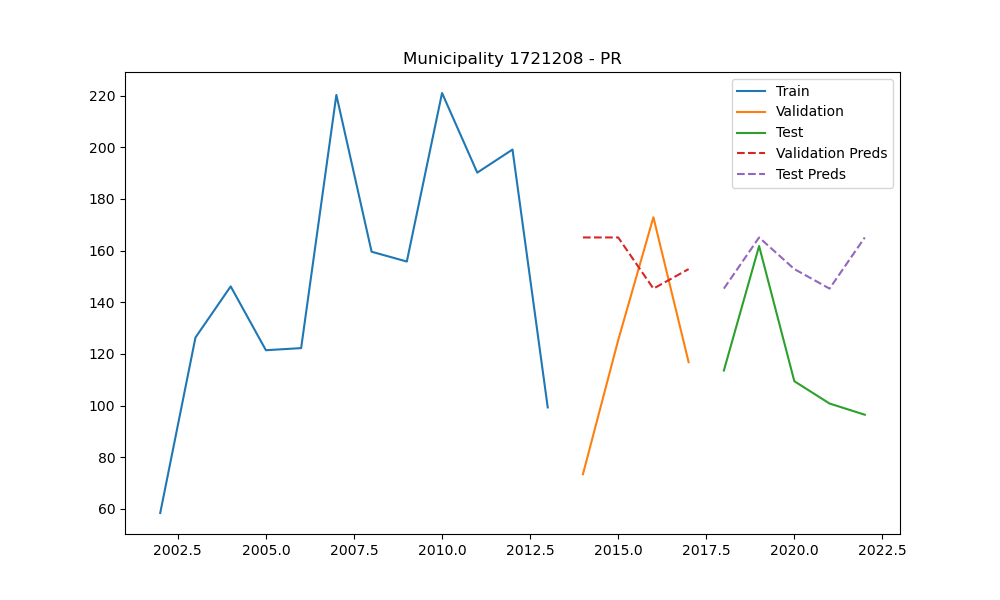 Municipality 1721208 - PR
220
200
180
160
140
120
100
80
60
2002.5 2005.0 2007.5 2010.0 2012.5 2015.0 2017.5 2020.0 2022.5
Train
Validation
Test
Validation Preds
Test Preds